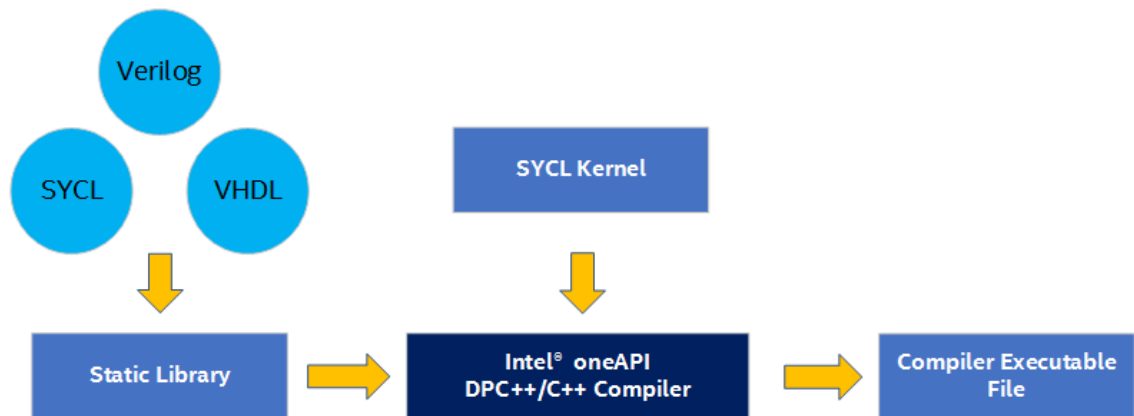 Verilog
SYCL
VHDL
SYCL Kernel
Static Library
Intel® oneAPI
DPC++/C++ Compiler
Compiler Executable
File